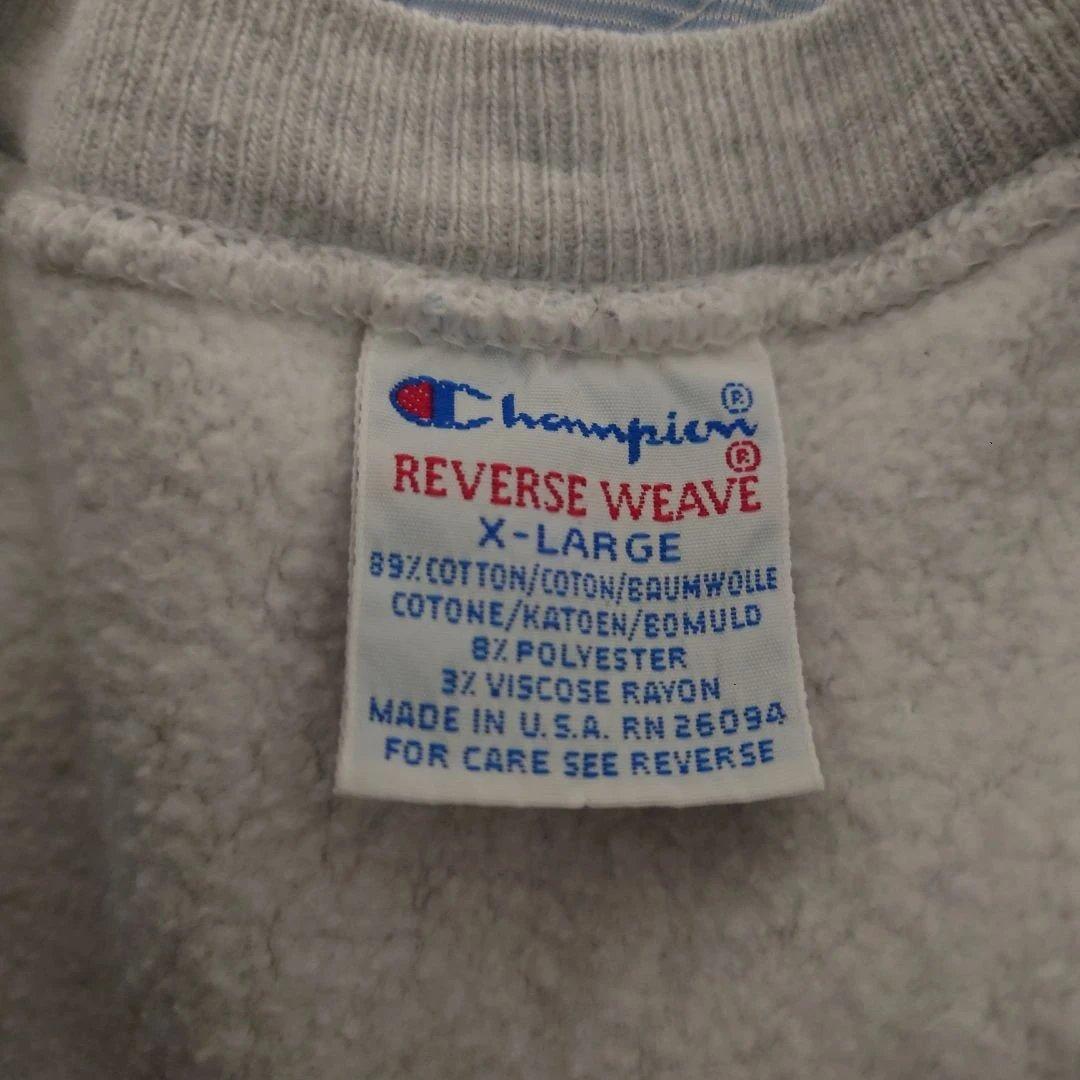 Champion®
REVERSE WEAVE®
X-LARGE
89% COTTON/COTON/BAUMWOLLE
COTONE/KATOEN/BOMULD
8% POLYESTER
3% VISCOSE RAYON
MADE IN U.S.A. RN 26094
FOR CARE SEE REVERSE